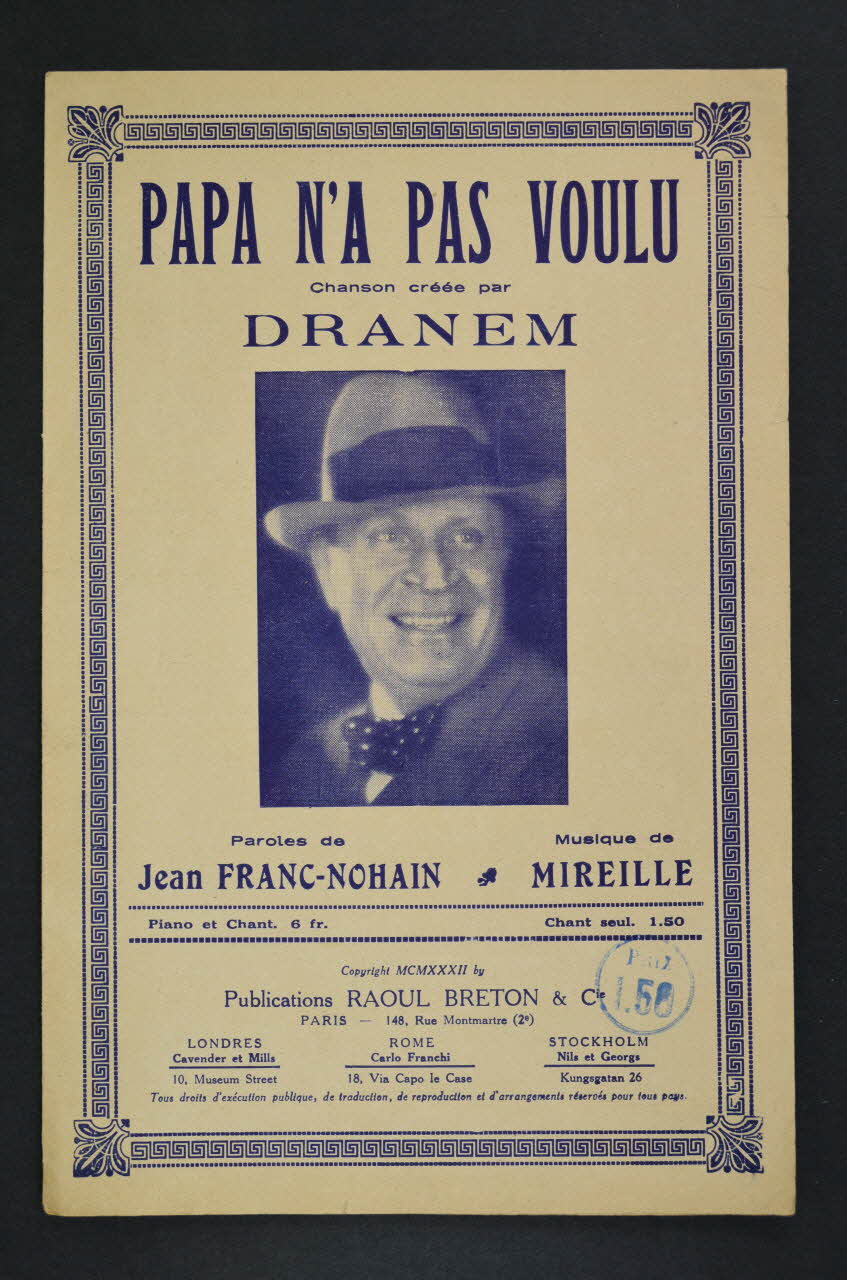 PAPA N'A PAS VOULU
Chanson créée par
DRANEM
Paroles de
Jean FRANC-NOHAIN
Musique de
MIREILLE
Piano et Chant. 6 fr.
Chant seul. 1.50
Copyright MCMXXXII by
Publications RAOUL BRETON & Cie
PRIX
1.50
PARIS — 148, Rue Montmartre (2e)
LONDRES
Cavender et Mills
10, Museum Street
ROME
Carlo Franchi
18, Via Capo le Case
STOCKHOLM
Nils et Georgs
Kungsgatan 26
Tous droits d'exécution publique, de traduction, de reproduction et d'arrangements réservés pour tous pays.